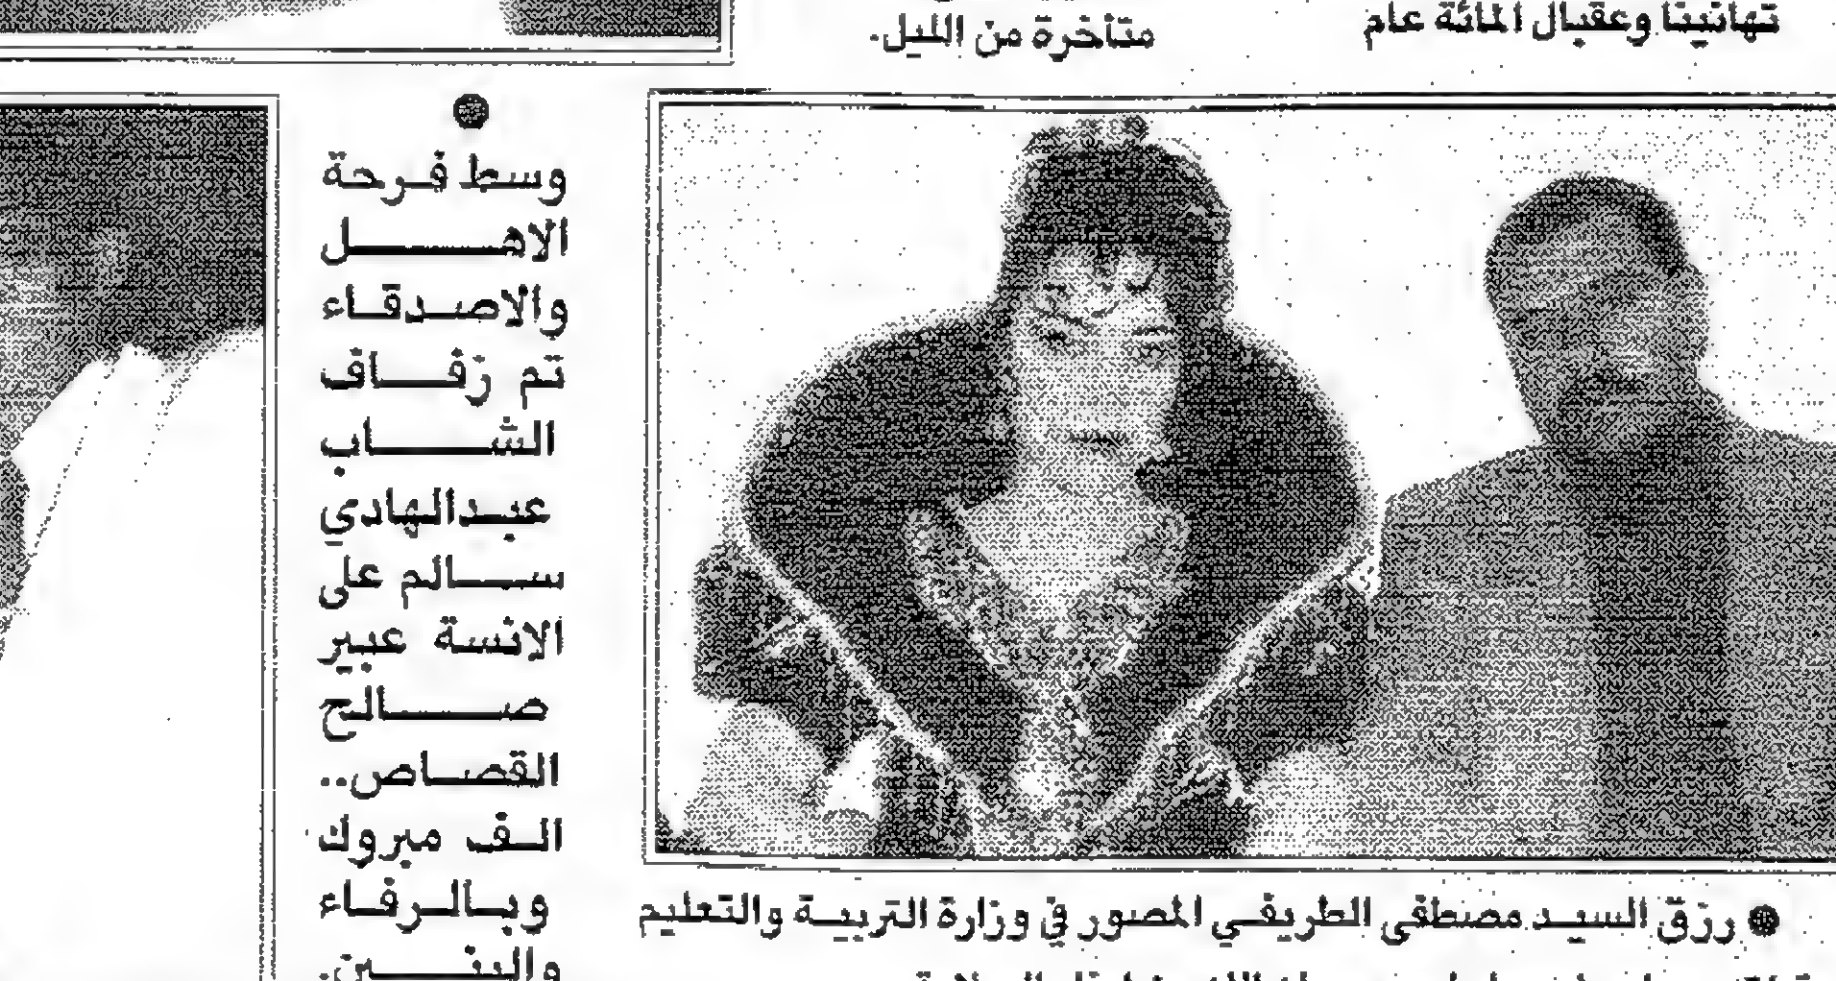 تهانينا وعقبال المائة عام
متأخرة من الليل.
●
وسط فرحة
الاهل
والاصدقاء
تم زفاف
الشاب
عبدالهادي
سالم على
الانسة عبير
صالح
القصاص..
الف مبروك
وبالرفاء
والبنين.
● رزق السيد مصطفى الطريفي المصور في وزارة التربية والتعليم